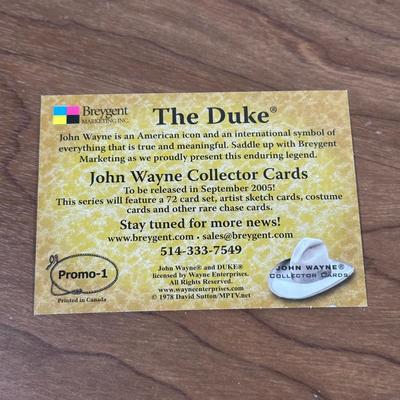 Breygent
MARKETING INC.
The Duke®
John Wayne is an American icon and an international symbol of
everything that is true and meaningful. Saddle up with Breygent
Marketing as we proudly present this enduring legend.
John Wayne Collector Cards
To be released in September 2005!
This series will feature a 72 card set, artist sketch cards, costume
cards and other rare chase cards.
Stay tuned for more news!
www.breygent.com • sales@breygent.com
514-333-7549
Promo-1
Printed in Canada
John Wayne® and DUKE®
licensed by Wayne Enterprises.
All Rights Reserved.
www.wayneenterprises.com
© 1978 David Sutton/MPTV.net
JOHN WAYNE®
COLLECTOR CARDS